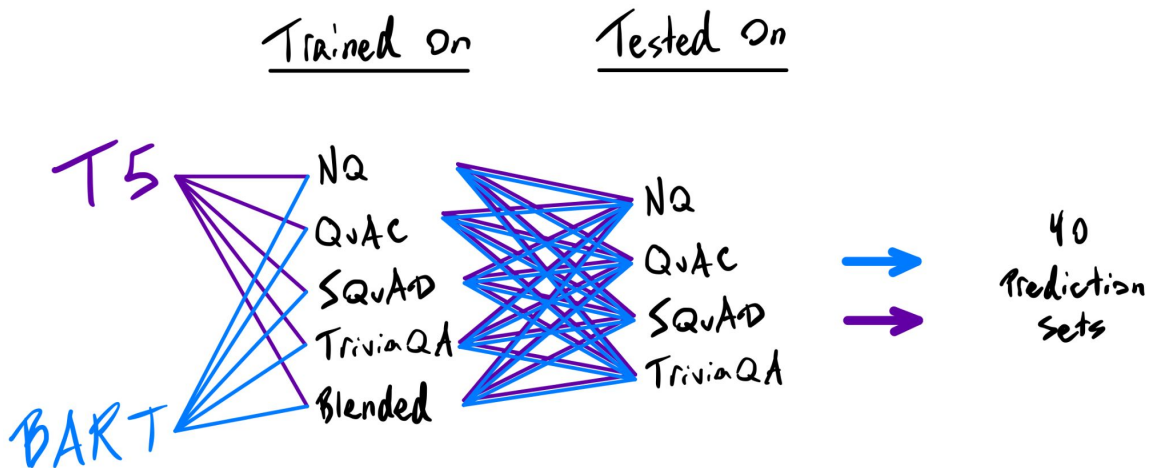 Trained On
Tested On
T5
BART
NQ
QuAC
SQuAD
TriviaQA
Blended
NQ
QuAC
SQuAD
TriviaQA
40
Prediction
Sets